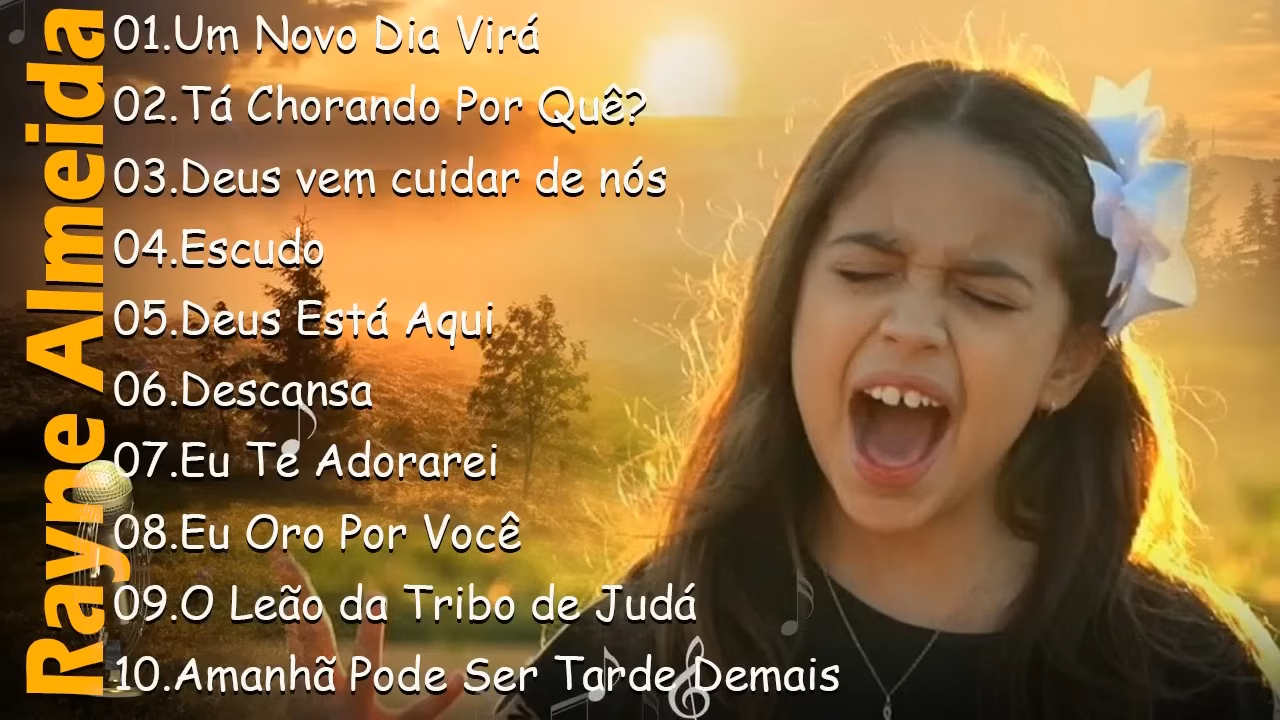 Rayne Almeida
01.Um Novo Dia Virá
02.Tá Chorando Por Quê?
03.Deus vem cuidar de nós
04.Escudo
05.Deus Está Aqui
06.Descansa
07.Eu Te Adorarei
08.Eu Oro Por Você
09.O Leão da Tribo de Judá
10.Amanhã Pode Ser Tarde Demais